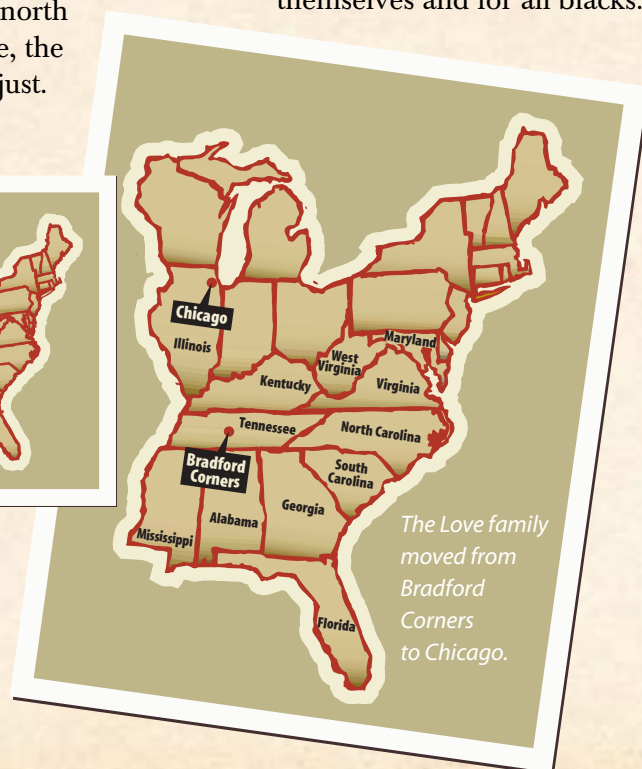 north
e, the
just.
themselves and for all blacks.
Chicago
Illinois
Maryland
West
Virginia
Virginia
Kentucky
Tennessee
North Carolina
Bradford
Corners
South
Carolina
Georgia
Alabama
Mississippi
Florida
The Love family
moved from
Bradford
Corners
to Chicago.